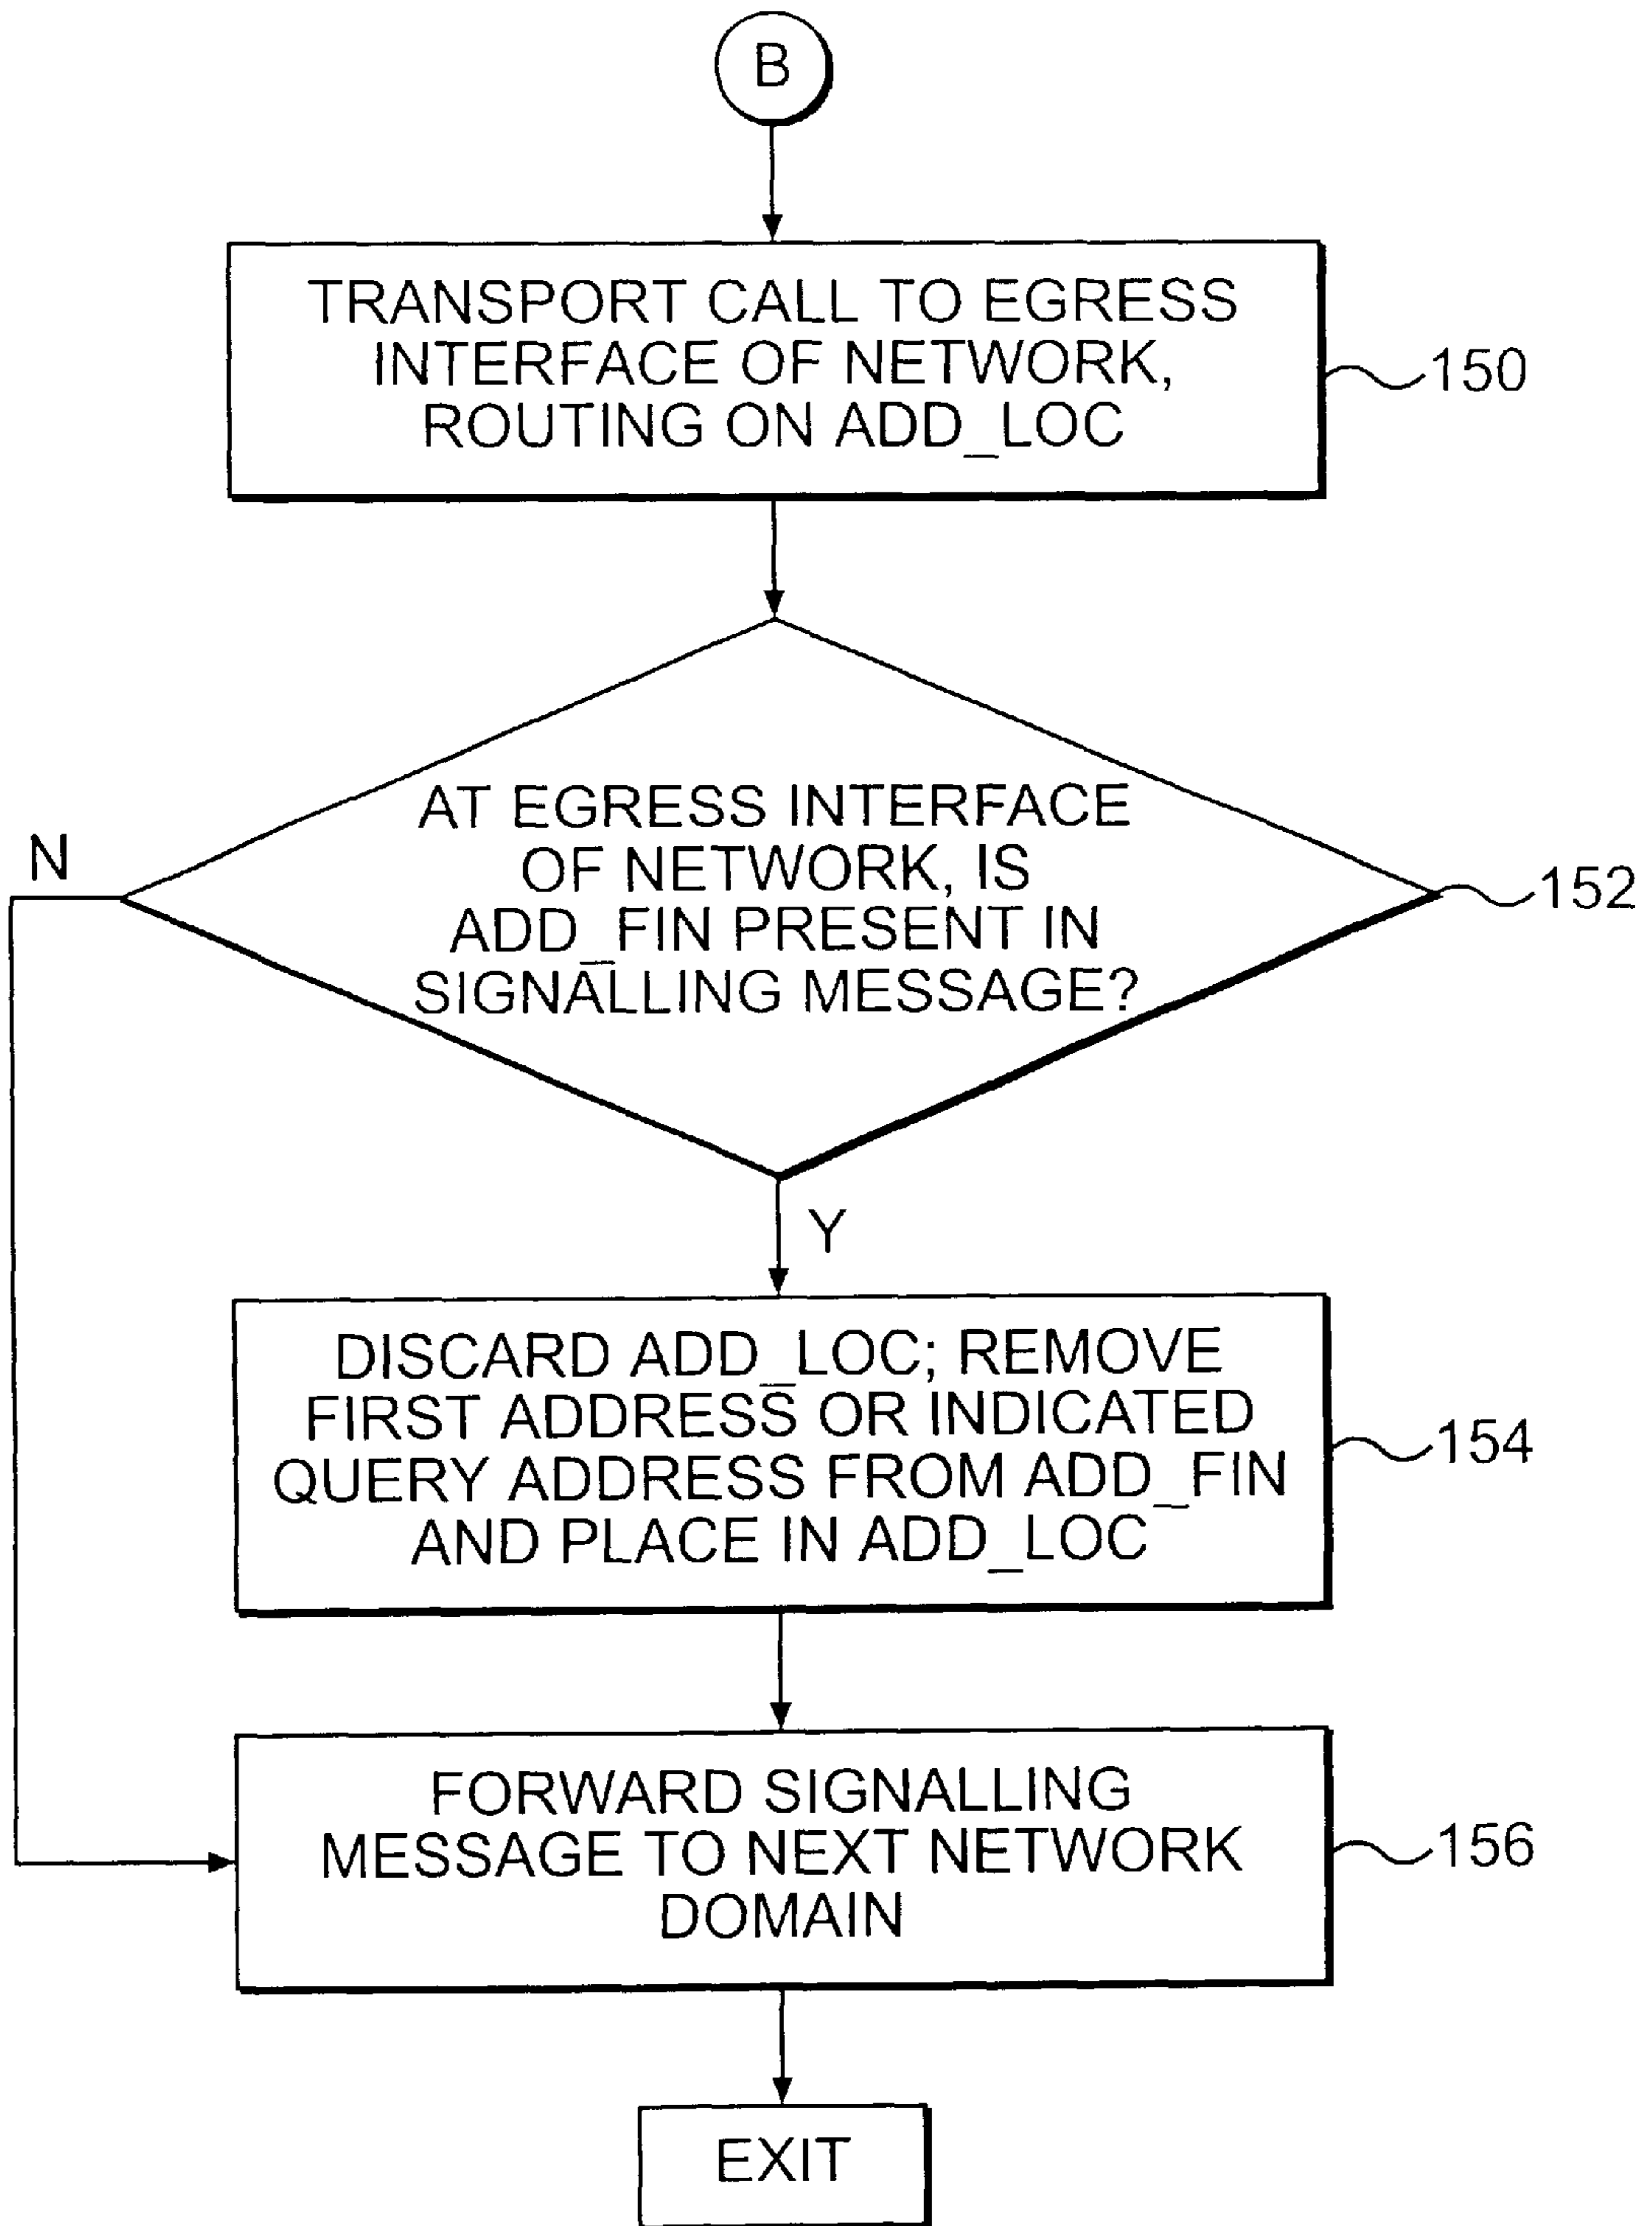 B
TRANSPORT CALL TO EGRESS
INTERFACE OF NETWORK,
ROUTING ON ADD_LOC
150
AT EGRESS INTERFACE
OF NETWORK, IS
ADD_FIN PRESENT IN
SIGNALLING MESSAGE?
N
152
Y
DISCARD ADD_LOC; REMOVE
FIRST ADDRESS OR INDICATED
QUERY ADDRESS FROM ADD_FIN
AND PLACE IN ADD_LOC
154
FORWARD SIGNALLING
MESSAGE TO NEXT NETWORK
DOMAIN
156
EXIT